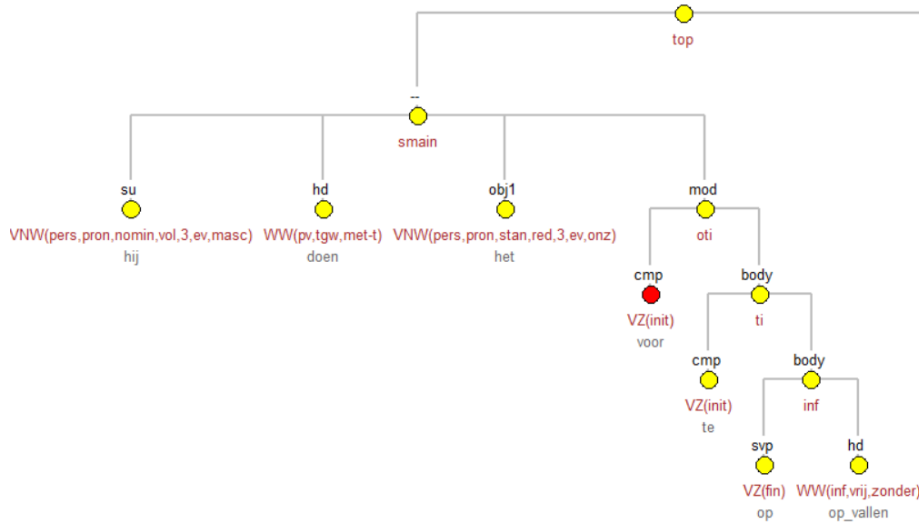 top
--
smain
su hd obj1 mod
VNW(pers,pron,nomin,vol,3,ev,masc) WW(pv,tgw,met-t) VNW(pers,pron,stan,red,3,ev,onz) oti
hij doen het
cmp body
VZ(init) ti
voor
cmp body
VZ(init) inf
te
svp hd
VZ(fin) WW(inf,vrij,zonder)
op op_vallen